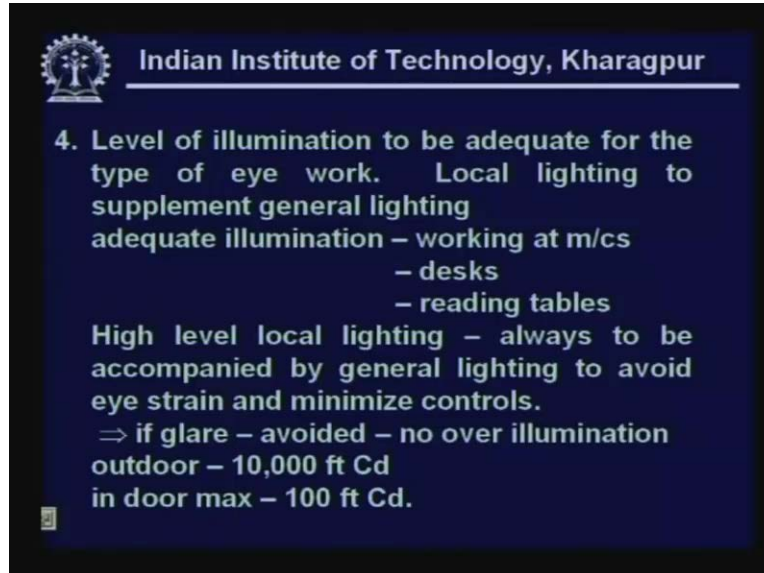 Indian Institute of Technology, Kharagpur
4. Level of illumination to be adequate for the
type of eye work. Local lighting to
supplement general lighting
adequate illumination – working at m/cs
– desks
– reading tables
High level local lighting – always to be
accompanied by general lighting to avoid
eye strain and minimize controls.
⇒ if glare – avoided – no over illumination
outdoor – 10,000 ft Cd
in door max – 100 ft Cd.